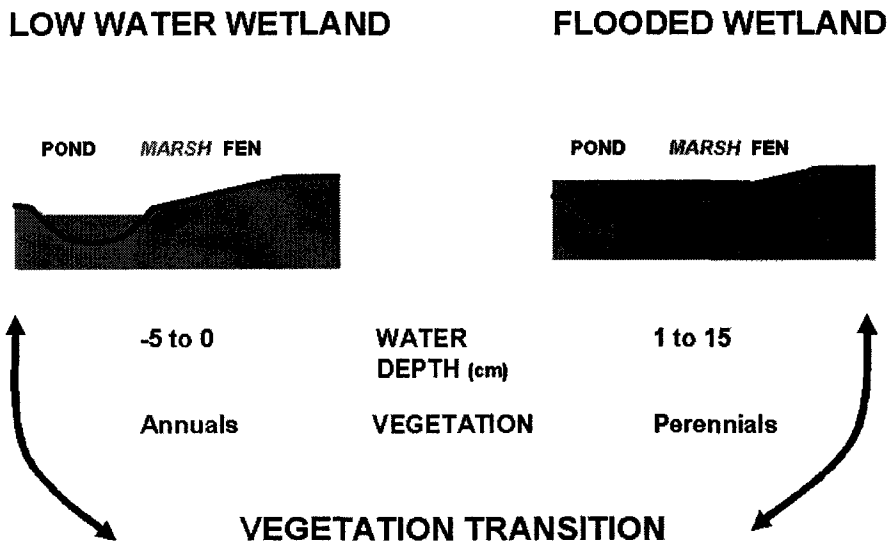 LOW WATER WETLAND FLOODED WETLAND
POND MARSH FEN POND MARSH FEN
-5 to 0 WATER DEPTH (cm) 1 to 15
Annuals VEGETATION Perennials
VEGETATION TRANSITION